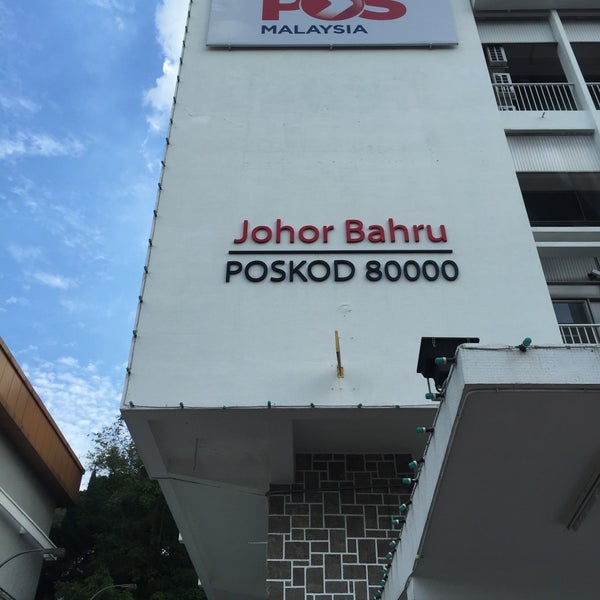 POS
MALAYSIA
Johor Bahru
POSKOD 80000